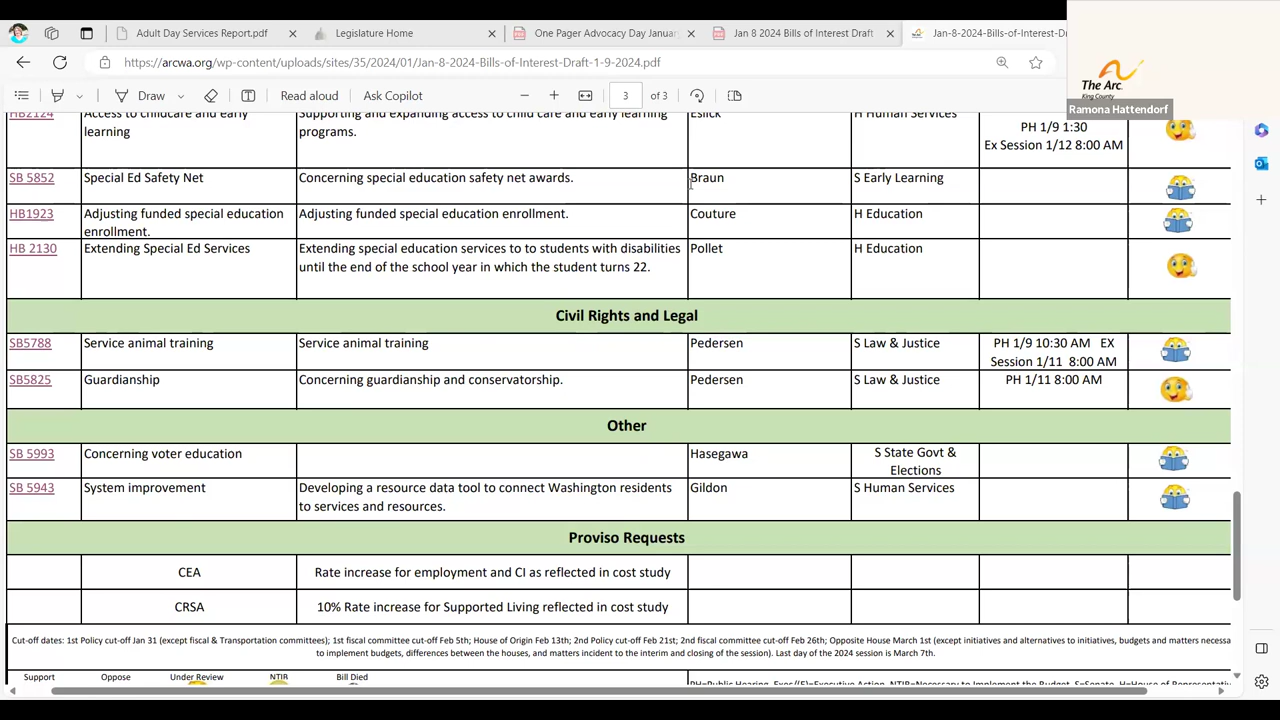 Adult Day Services Report.pdf
Legislature Home
One Pager Advocacy Day Januar
Jan 8 2024 Bills of Interest Draft
Jan-8-2024-Bills-of-Interest-Dr
https://arcwa.org/wp-content/uploads/sites/35/2024/01/Jan-8-2024-Bills-of-Interest-Draft-1-9-2024.pdf
Draw
Read aloud
Ask Copilot
3 of 3
The Arc
King County
Ramona Hattendorf
HB2124 Access to childcare and early learning Supporting and expanding access to child care and early learning programs. Eslick H Human Services PH 1/9 1:30 Ex Session 1/12 8:00 AM
SB 5852 Special Ed Safety Net Concerning special education safety net awards. Braun S Early Learning
HB1923 Adjusting funded special education enrollment. Adjusting funded special education enrollment. Couture H Education
HB 2130 Extending Special Ed Services Extending special education services to to students with disabilities until the end of the school year in which the student turns 22. Pollet H Education
Civil Rights and Legal
SB5788 Service animal training Service animal training Pedersen S Law & Justice PH 1/9 10:30 AM EX Session 1/11 8:00 AM
SB5825 Guardianship Concerning guardianship and conservatorship. Pedersen S Law & Justice PH 1/11 8:00 AM
Other
SB 5993 Concerning voter education Hasegawa S State Govt & Elections
SB 5943 System improvement Developing a resource data tool to connect Washington residents to services and resources. Gildon S Human Services
Proviso Requests
CEA Rate increase for employment and CI as reflected in cost study
CRSA 10% Rate increase for Supported Living reflected in cost study
Cut-off dates: 1st Policy cut-off Jan 31 (except fiscal & Transportation committees); 1st fiscal committee cut-off Feb 5th; House of Origin Feb 13th; 2nd Policy cut-off Feb 21st; 2nd fiscal committee cut-off Feb 26th; Opposite House March 1st (except initiatives and alternatives to initiatives, budgets and matters necessa
to implement budgets, differences between the houses, and matters incident to the interim and closing of the session). Last day of the 2024 session is March 7th.
Support Oppose Under Review NTIB Bill Died
PH=Public Hearing, Exec/(E)=Executive Action, NTIB=Necessary to Implement the Budget, S=Senate, H=House of Representativ